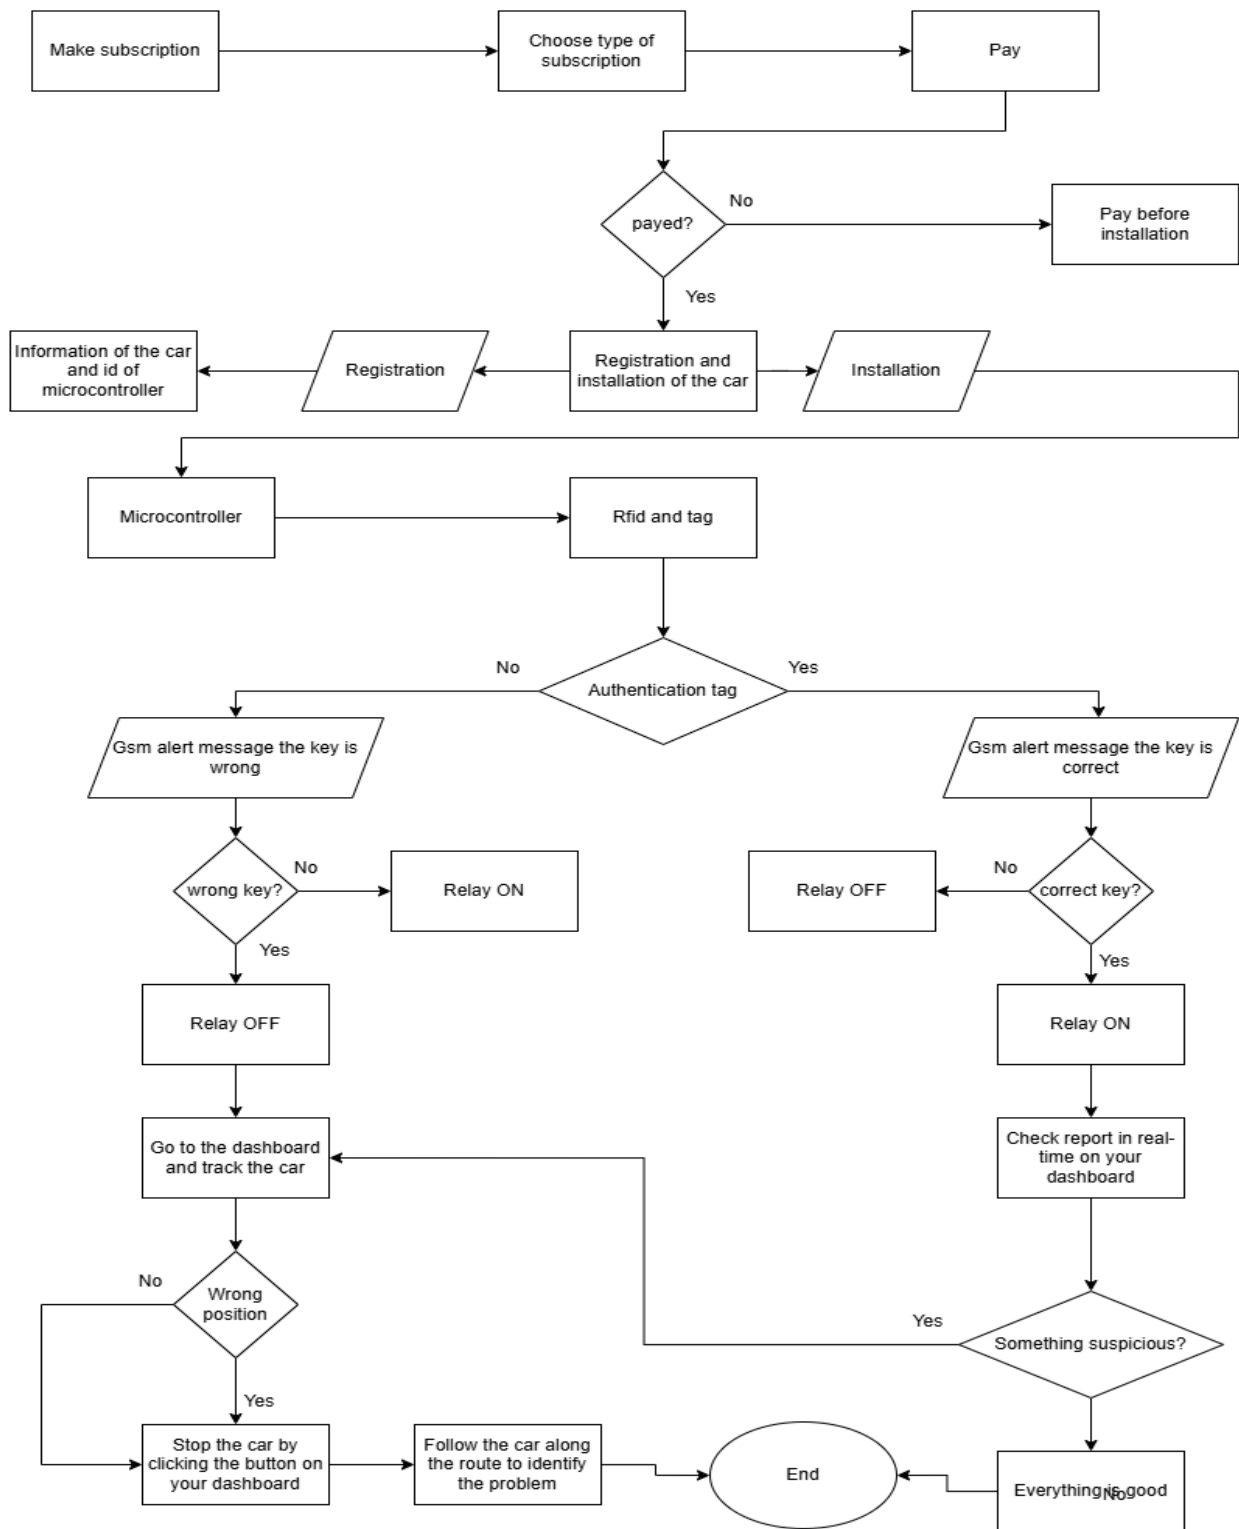 Make subscription
Choose type of
subscription
Pay
payed?
No
Pay before
installation
Yes
Information of the car
and id of
microcontroller
Registration
Registration and
installation of the car
Installation
Microcontroller
Rfid and tag
No
Authentication tag
Yes
Gsm alert message the key is
wrong
Gsm alert message the key is
correct
wrong key?
No
Relay ON
Relay OFF
No
correct key?
Yes
Yes
Relay OFF
Relay ON
Go to the dashboard
and track the car
Check report in real-
time on your
dashboard
No
Wrong
position
Yes
Something suspicious?
Yes
Stop the car by
clicking the button on
your dashboard
Follow the car along
the route to identify
the problem
End
Everything is good
No